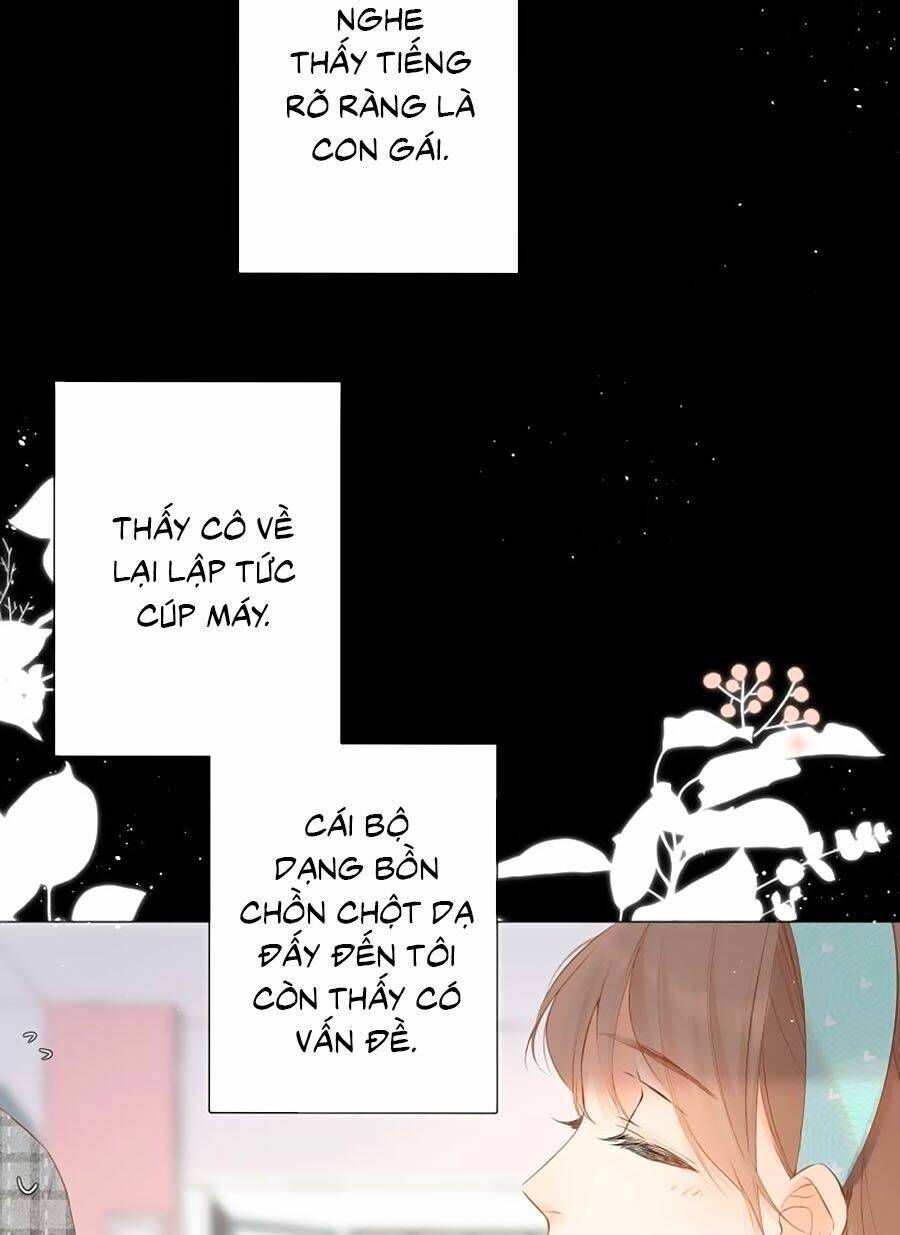 NGHE
THẤY TIẾNG
RÕ RÀNG LÀ
CON GÁI.
THẤY CÔ VỀ
LẠI LẬP TỨC
CÚP MÁY.
CÁI BỘ
DẠNG BỒN
CHỒN CHỘT DẠ
ĐẤY ĐẾN TÔI
CÒN THẤY CÓ
VẤN ĐỀ.